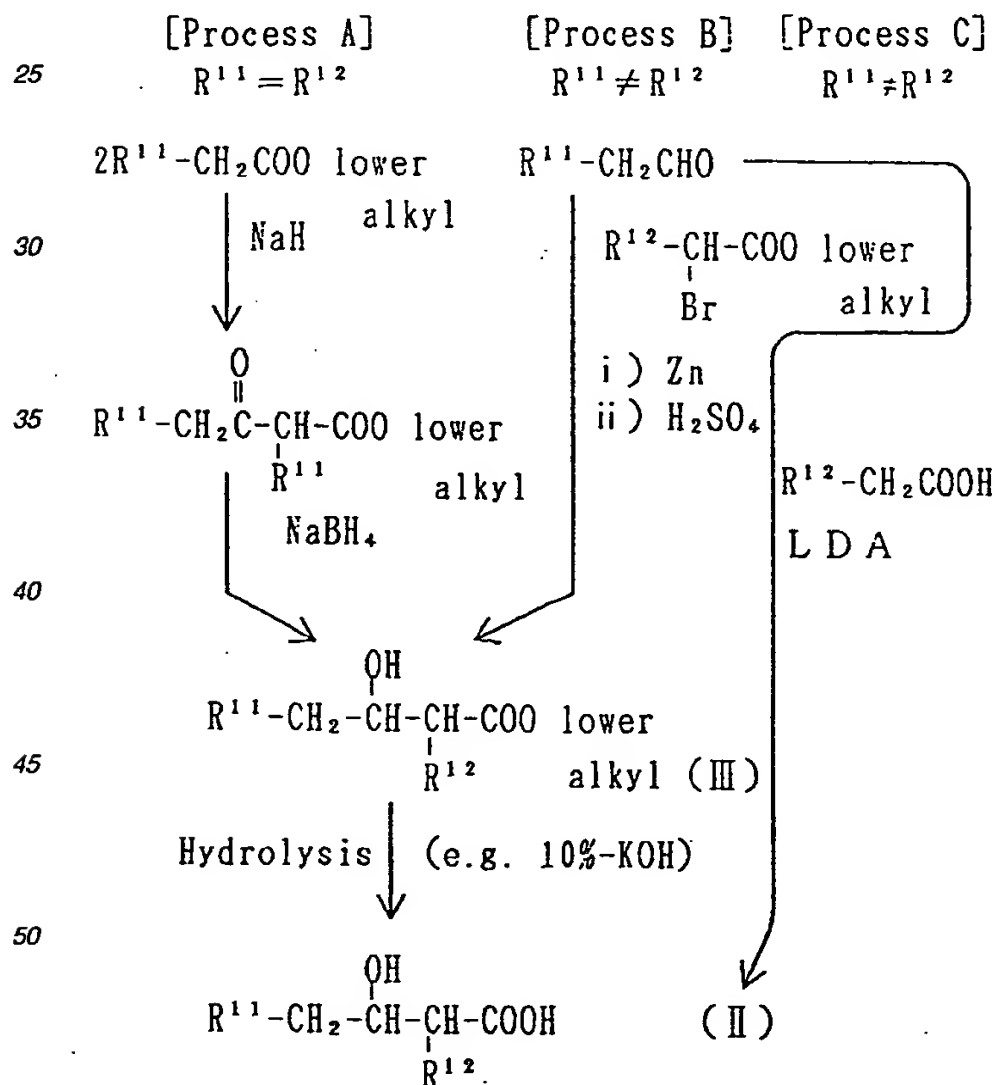 [Process A] [Process B] [Process C]
25 R¹¹=R¹² R¹¹≠R¹² R¹¹≠R¹²
2R¹¹-CH₂COO lower alkyl
R¹¹-CH₂CHO
NaH
30 R¹²-CH-COO lower alkyl
Br
O
i) Zn
35 R¹¹-CH₂C-CH-COO lower alkyl
ii) H₂SO₄
R¹¹
R¹²-CH₂COOH
NaBH₄
LDA
40
OH
R¹¹-CH₂-CH-CH-COO lower
45 R¹² alkyl (III)
Hydrolysis (e.g. 10%-KOH)
50
OH
R¹¹-CH₂-CH-CH-COOH (II)
R¹²